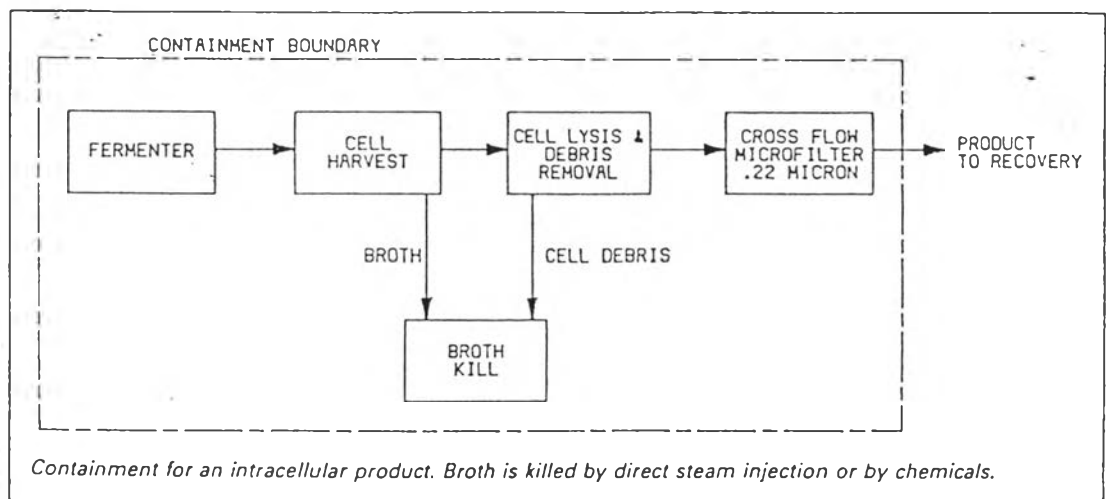 CONTAINMENT BOUNDARY
FERMENTER
CELL
HARVEST
CELL LYSIS &
DEBRIS
REMOVAL
CROSS FLOW
MICROFILTER
.22 MICRON
PRODUCT
TO RECOVERY
BROTH
CELL DEBRIS
BROTH
KILL
Containment for an intracellular product. Broth is killed by direct steam injection or by chemicals.